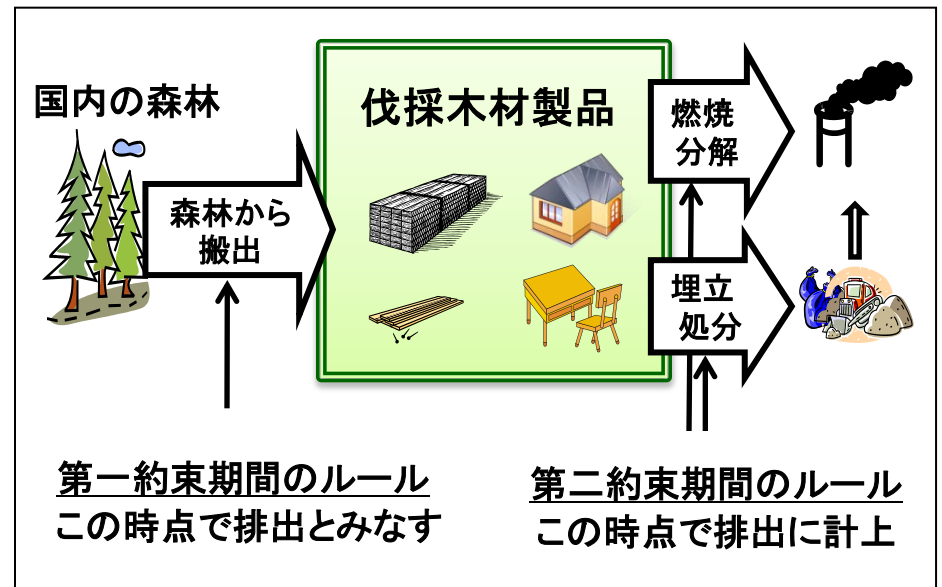 国内の森林
伐採木材製品
森林から
搬出
燃焼
分解
埋立
処分
第一約束期間のルール
この時点で排出とみなす
第二約束期間のルール
この時点で排出に計上